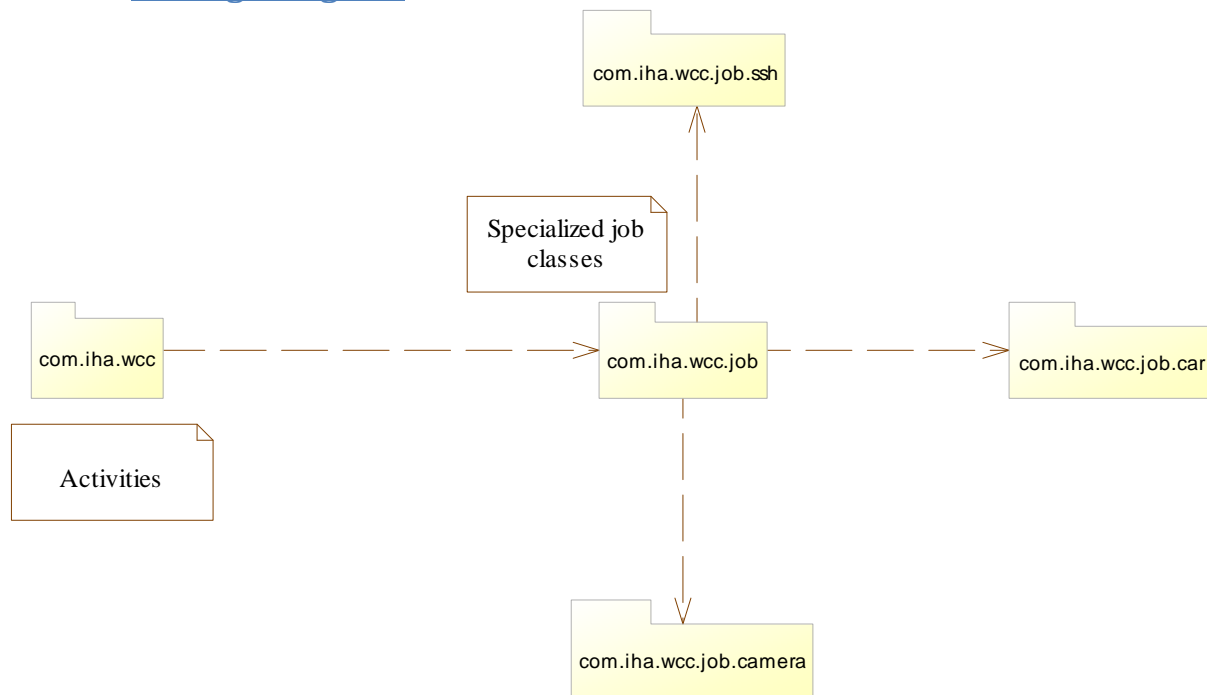 com.iha.wcc.job.ssh
Specialized job
classes
com.iha.wcc
com.iha.wcc.job
com.iha.wcc.job.car
Activities
com.iha.wcc.job.camera